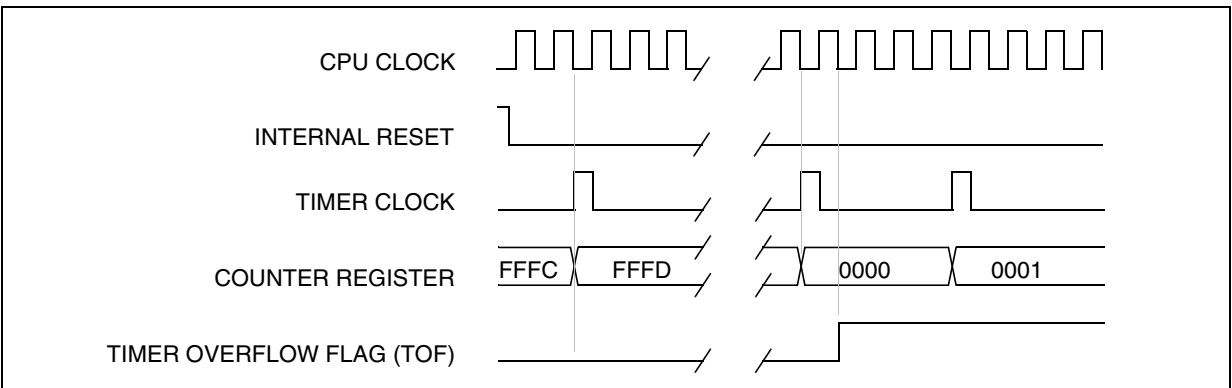 CPU CLOCK
INTERNAL RESET
TIMER CLOCK
COUNTER REGISTER
FFFC
FFFD
0000
0001
TIMER OVERFLOW FLAG (TOF)